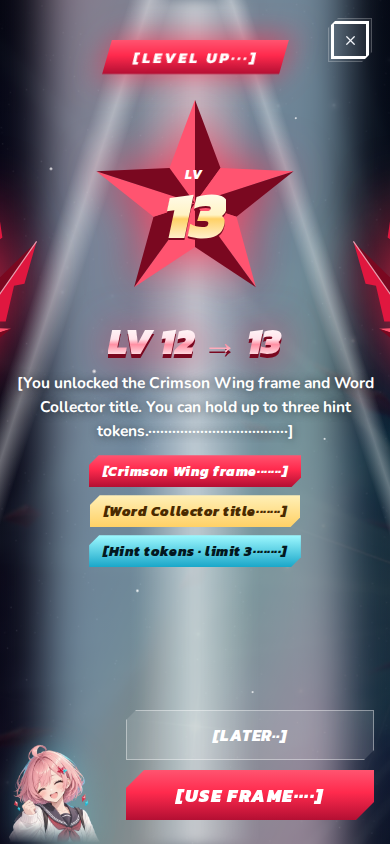 [LEVEL UP···]
×
LV
13
LV 12 → 13
[You unlocked the Crimson Wing frame and Word
Collector title. You can hold up to three hint
tokens.···································]
[Crimson Wing frame······]
[Word Collector title······]
[Hint tokens · limit 3·······]
[LATER··]
[USE FRAME····]